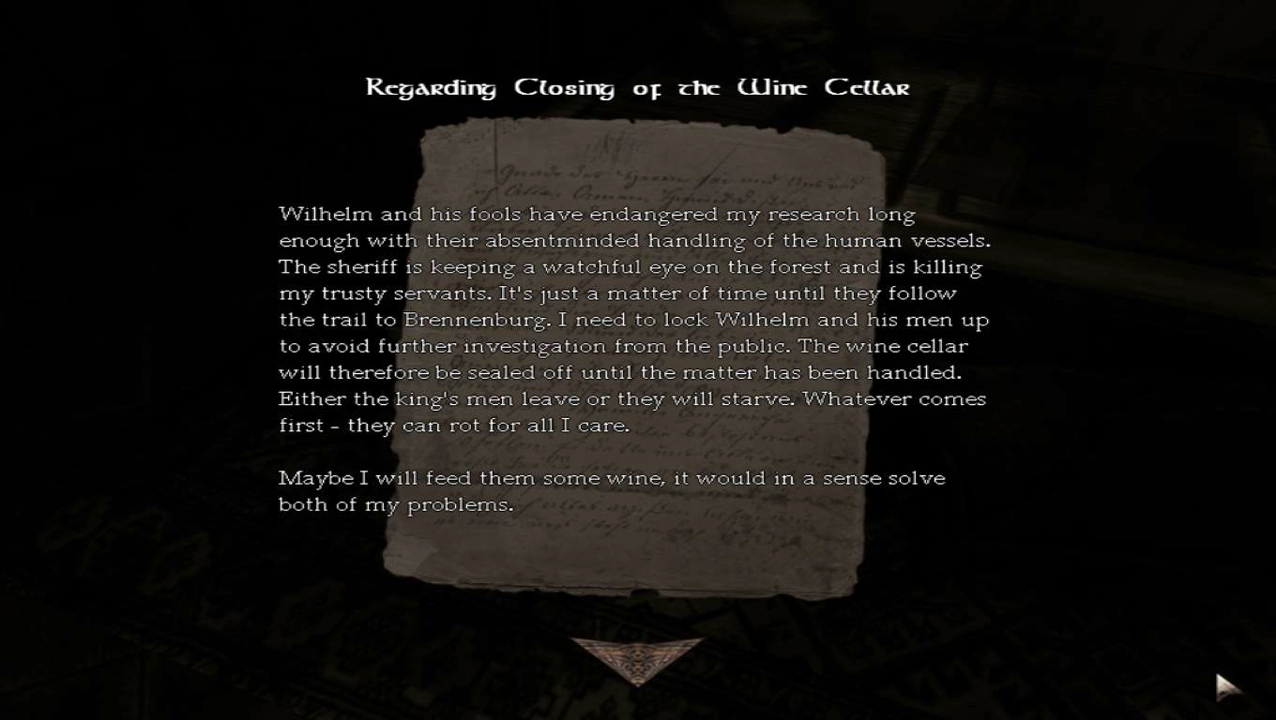 Regarding Closing of the Wine Cellar
Wilhelm and his fools have endangered my research long
enough with their absentminded handling of the human vessels.
The sheriff is keeping a watchful eye on the forest and is killing
my trusty servants. It's just a matter of time until they follow
the trail to Brennenburg. I need to lock Wilhelm and his men up
to avoid further investigation from the public. The wine cellar
will therefore be sealed off until the matter has been handled.
Either the king's men leave or they will starve. Whatever comes
first - they can rot for all I care.
Maybe I will feed them some wine, it would in a sense solve
both of my problems.